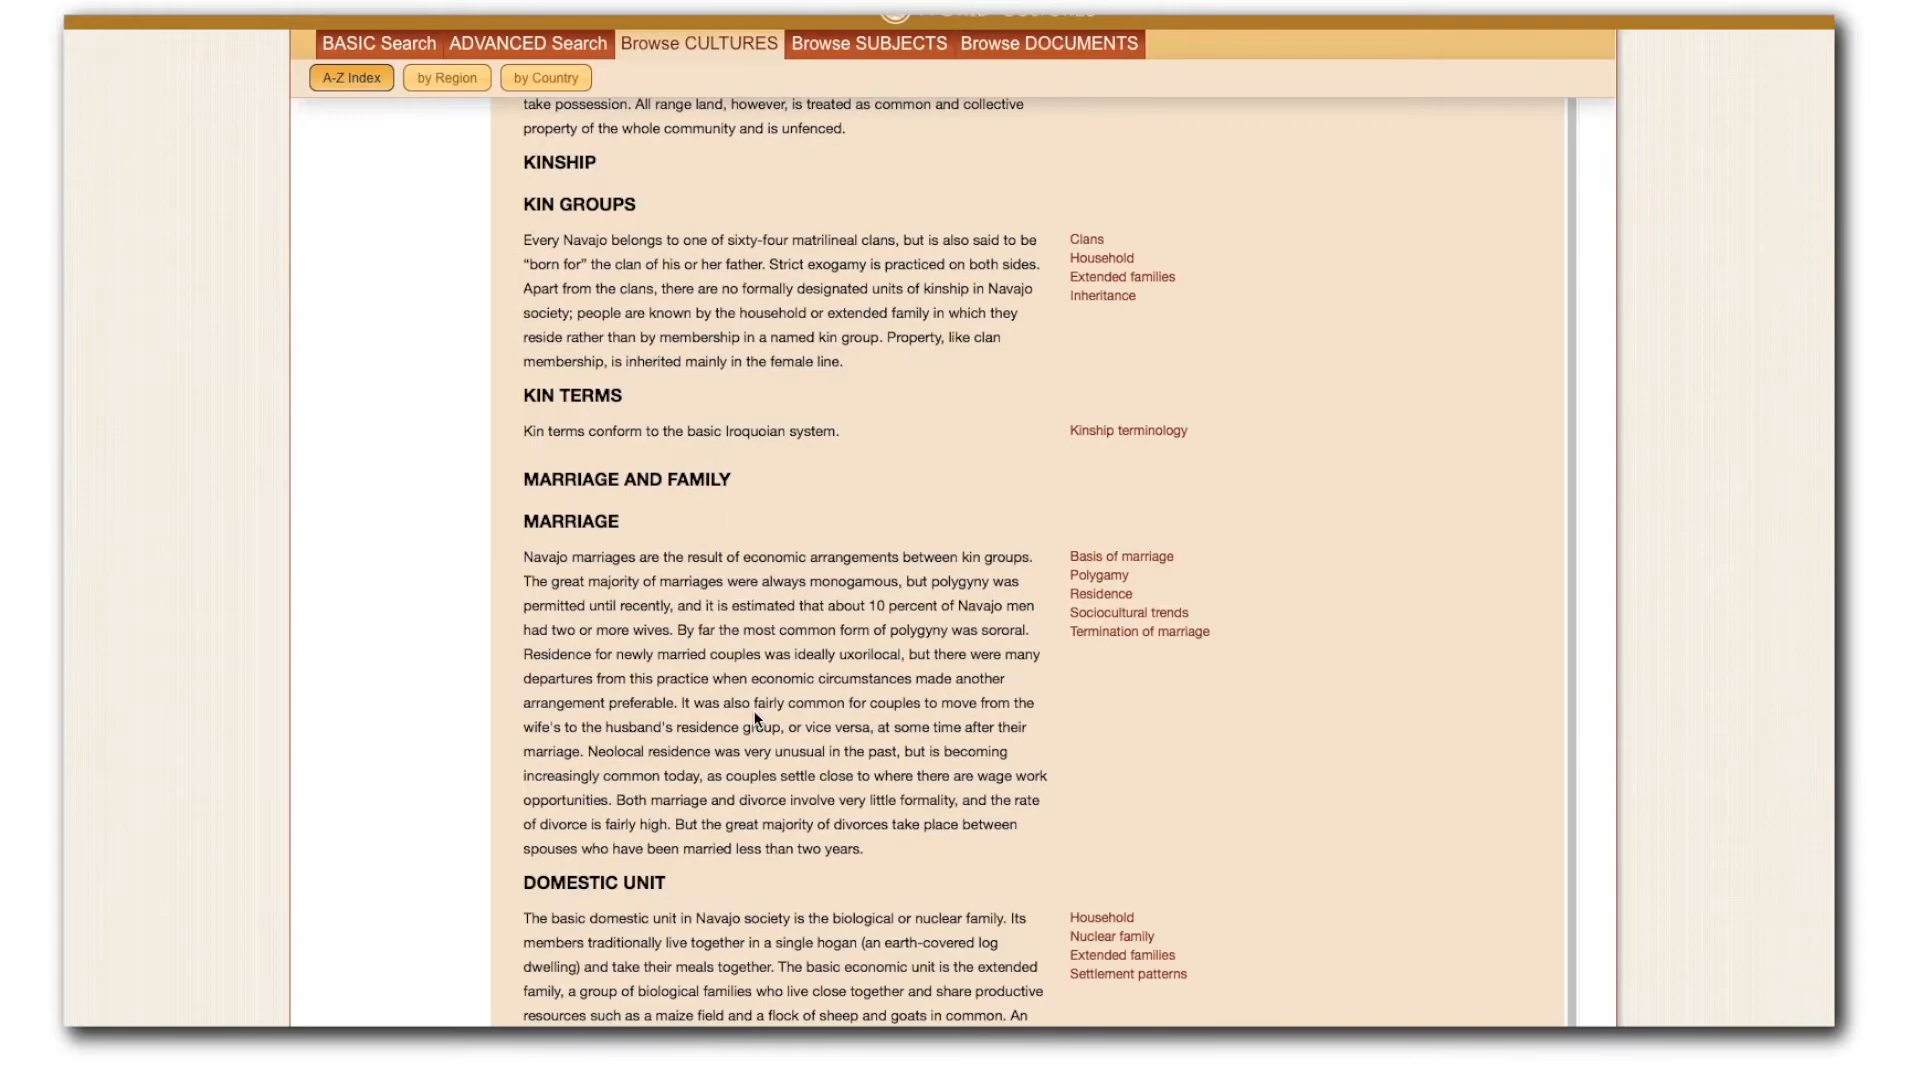 BASIC Search ADVANCED Search Browse CULTURES Browse SUBJECTS Browse DOCUMENTS
A-Z Index by Region by Country
take possession. All range land, however, is treated as common and collective
property of the whole community and is unfenced.
KINSHIP
KIN GROUPS
Every Navajo belongs to one of sixty-four matrilineal clans, but is also said to be
“born for” the clan of his or her father. Strict exogamy is practiced on both sides.
Apart from the clans, there are no formally designated units of kinship in Navajo
society; people are known by the household or extended family in which they
reside rather than by membership in a named kin group. Property, like clan
membership, is inherited mainly in the female line.
Clans
Household
Extended families
Inheritance
KIN TERMS
Kin terms conform to the basic Iroquoian system.
Kinship terminology
MARRIAGE AND FAMILY
MARRIAGE
Navajo marriages are the result of economic arrangements between kin groups.
The great majority of marriages were always monogamous, but polygyny was
permitted until recently, and it is estimated that about 10 percent of Navajo men
had two or more wives. By far the most common form of polygyny was sororal.
Residence for newly married couples was ideally uxorilocal, but there were many
departures from this practice when economic circumstances made another
arrangement preferable. It was also fairly common for couples to move from the
wife's to the husband's residence group, or vice versa, at some time after their
marriage. Neolocal residence was very unusual in the past, but is becoming
increasingly common today, as couples settle close to where there are wage work
opportunities. Both marriage and divorce involve very little formality, and the rate
of divorce is fairly high. But the great majority of divorces take place between
spouses who have been married less than two years.
Basis of marriage
Polygamy
Residence
Sociocultural trends
Termination of marriage
DOMESTIC UNIT
The basic domestic unit in Navajo society is the biological or nuclear family. Its
members traditionally live together in a single hogan (an earth-covered log
dwelling) and take their meals together. The basic economic unit is the extended
family, a group of biological families who live close together and share productive
resources such as a maize field and a flock of sheep and goats in common. An
Household
Nuclear family
Extended families
Settlement patterns